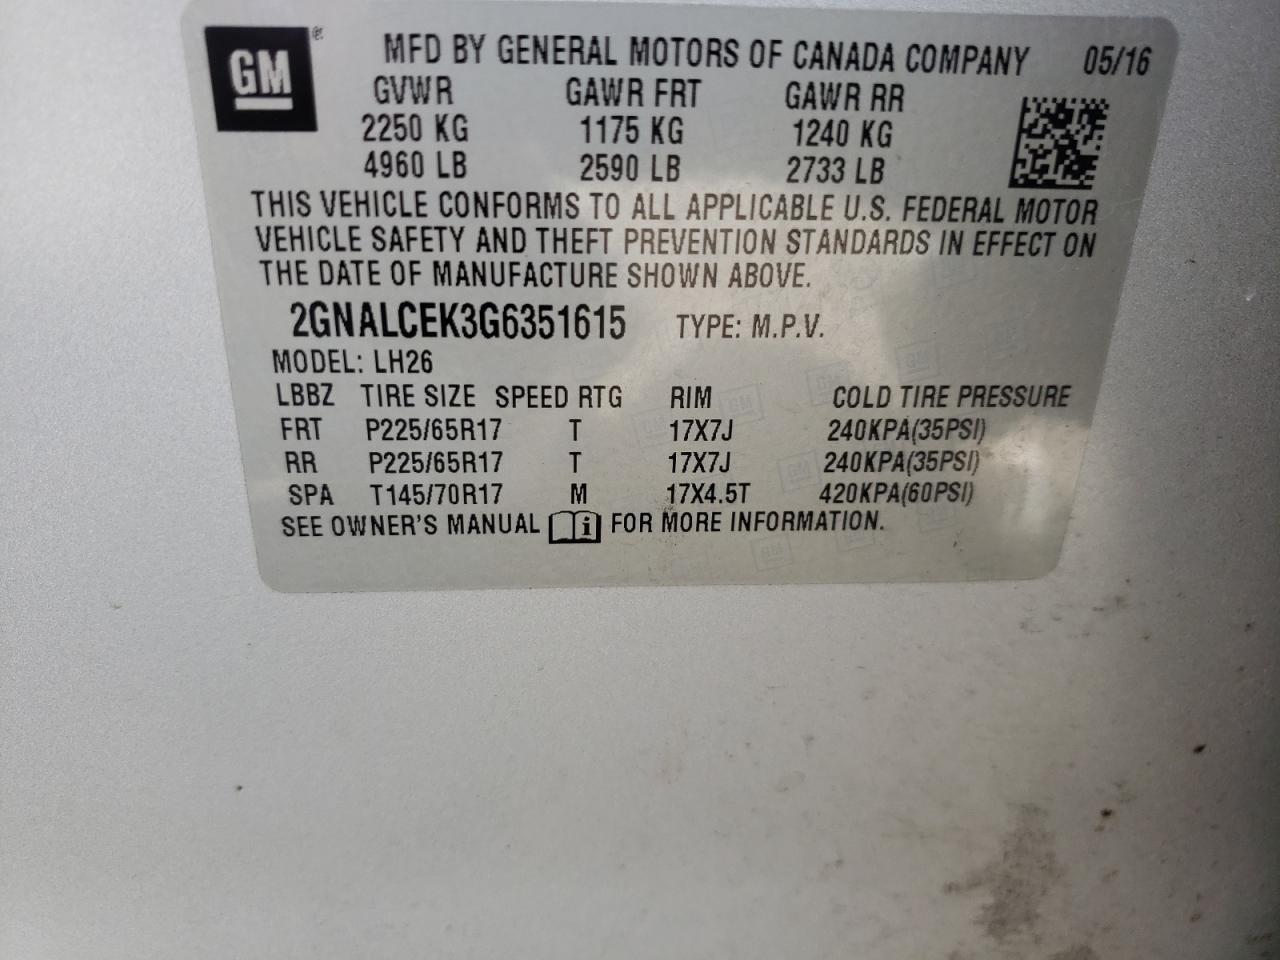 GM ®
MFD BY GENERAL MOTORS OF CANADA COMPANY 05/16
GVWR GAWR FRT GAWR RR
2250 KG 1175 KG 1240 KG
4960 LB 2590 LB 2733 LB
THIS VEHICLE CONFORMS TO ALL APPLICABLE U.S. FEDERAL MOTOR
VEHICLE SAFETY AND THEFT PREVENTION STANDARDS IN EFFECT ON
THE DATE OF MANUFACTURE SHOWN ABOVE.
2GNALCEK3G6351615 TYPE: M.P.V.
MODEL: LH26
LBBZ TIRE SIZE SPEED RTG RIM COLD TIRE PRESSURE
FRT P225/65R17 T 17X7J 240KPA(35PSI)
RR P225/65R17 T 17X7J 240KPA(35PSI)
SPA T145/70R17 M 17X4.5T 420KPA(60PSI)
SEE OWNER'S MANUAL i FOR MORE INFORMATION.